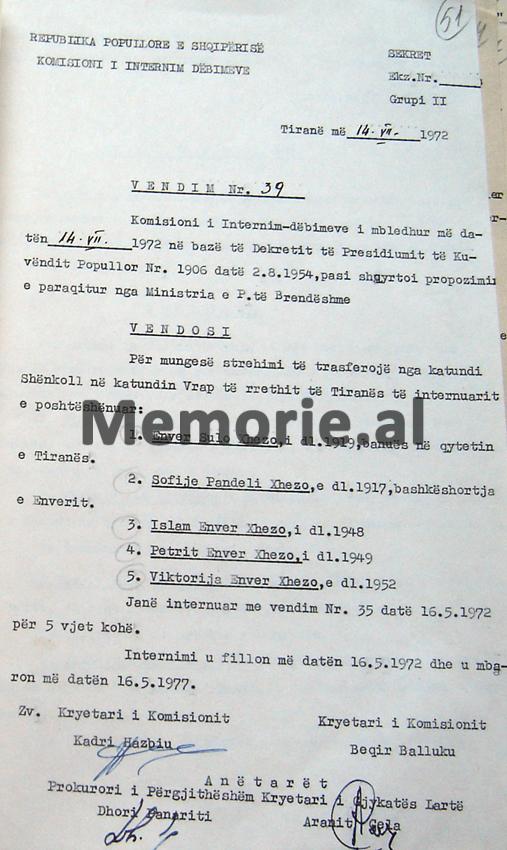 51
REPUBLIKA POPULLORE E SHQIPËRISË
KOMISIONI I INTERNIM DËBIMEVE
SEKRET
Ekz.Nr.
Grupi II
Tiranë më 14.VII. 1972
V E N D I M Nr. 39
Komisioni i Internim-dëbimeve i mbledhur më da-
tën 14.VII. 1972 në bazë të Dekretit të Presidiumit të Ku-
vëndit Popullor Nr. 1906 datë 2.8.1954,pasi shqyrtoi propozimin
e paraqitur nga Ministria e P.të Brendëshme
V E N D O S I
Për mungesë strehimi të trasferojë nga katundi
Shënkoll në katundin Vrap të rrethit të Tiranës të internuarit
e poshtëshënuar:
Memorie.al
1. Enver Sulo Xhezo,i dl.1919,banues në qytetin
e Tiranës.
2. Sofije Pandeli Xhezo,e dl.1917,bashkëshortja
e Enverit.
3. Islam Enver Xhezo,i dl.1948
4. Petrit Enver Xhezo,i dl.1949
5. Viktorija Enver Xhezo,e dl.1952
Janë internuar me vendim Nr. 35 datë 16.5.1972
për 5 vjet kohë.
Internimi u fillon më datën 16.5.1972 dhe u mba-
ron më datën 16.5.1977.
Zv. Kryetari i Komisionit
Kadri Hazbiu
Kryetari i Komisionit
Beqir Balluku
A n ë t a r ë t
Prokurori i Përgjithëshëm Kryetari i Gjykatës Lartë
Dhori Panariti
Aranit Çela